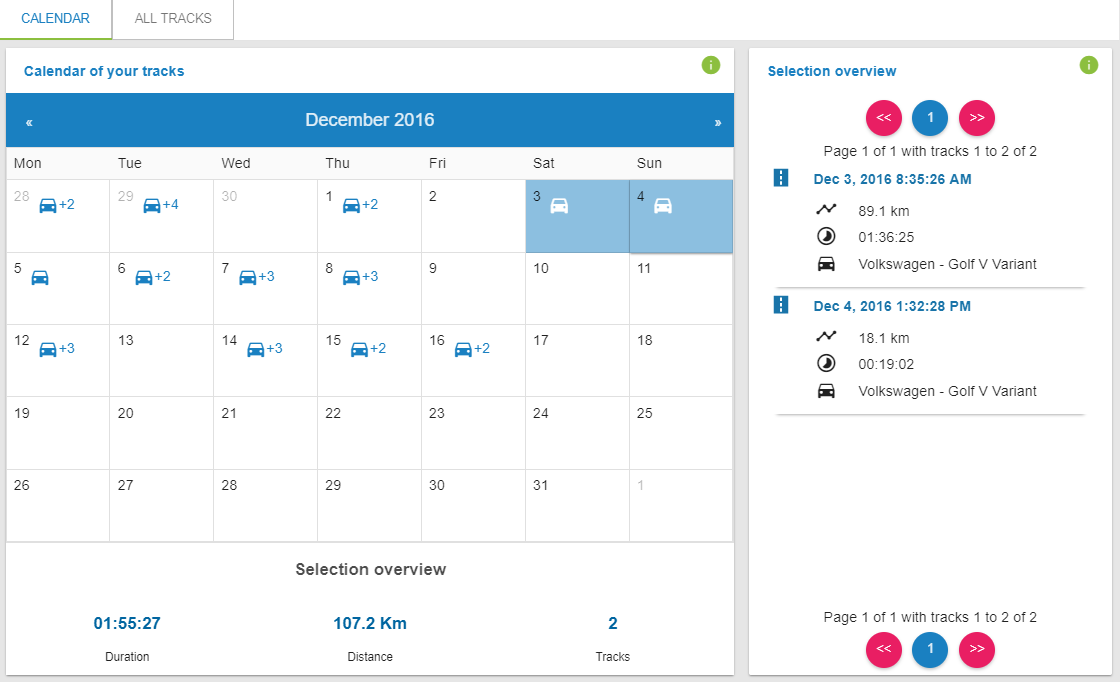 CALENDAR ALL TRACKS
Calendar of your tracks
« December 2016 »
Mon Tue Wed Thu Fri Sat Sun
28 +2 29 +4 30 1 +2 2 3 4
5 6 +2 7 +3 8 +3 9 10 11
12 +3 13 14 +3 15 +2 16 +2 17 18
19 20 21 22 23 24 25
26 27 28 29 30 31 1
Selection overview
01:55:27 107.2 Km 2
Duration Distance Tracks
Selection overview
<< 1 >>
Page 1 of 1 with tracks 1 to 2 of 2
Dec 3, 2016 8:35:26 AM
89.1 km
01:36:25
Volkswagen - Golf V Variant
Dec 4, 2016 1:32:28 PM
18.1 km
00:19:02
Volkswagen - Golf V Variant
Page 1 of 1 with tracks 1 to 2 of 2
<< 1 >>